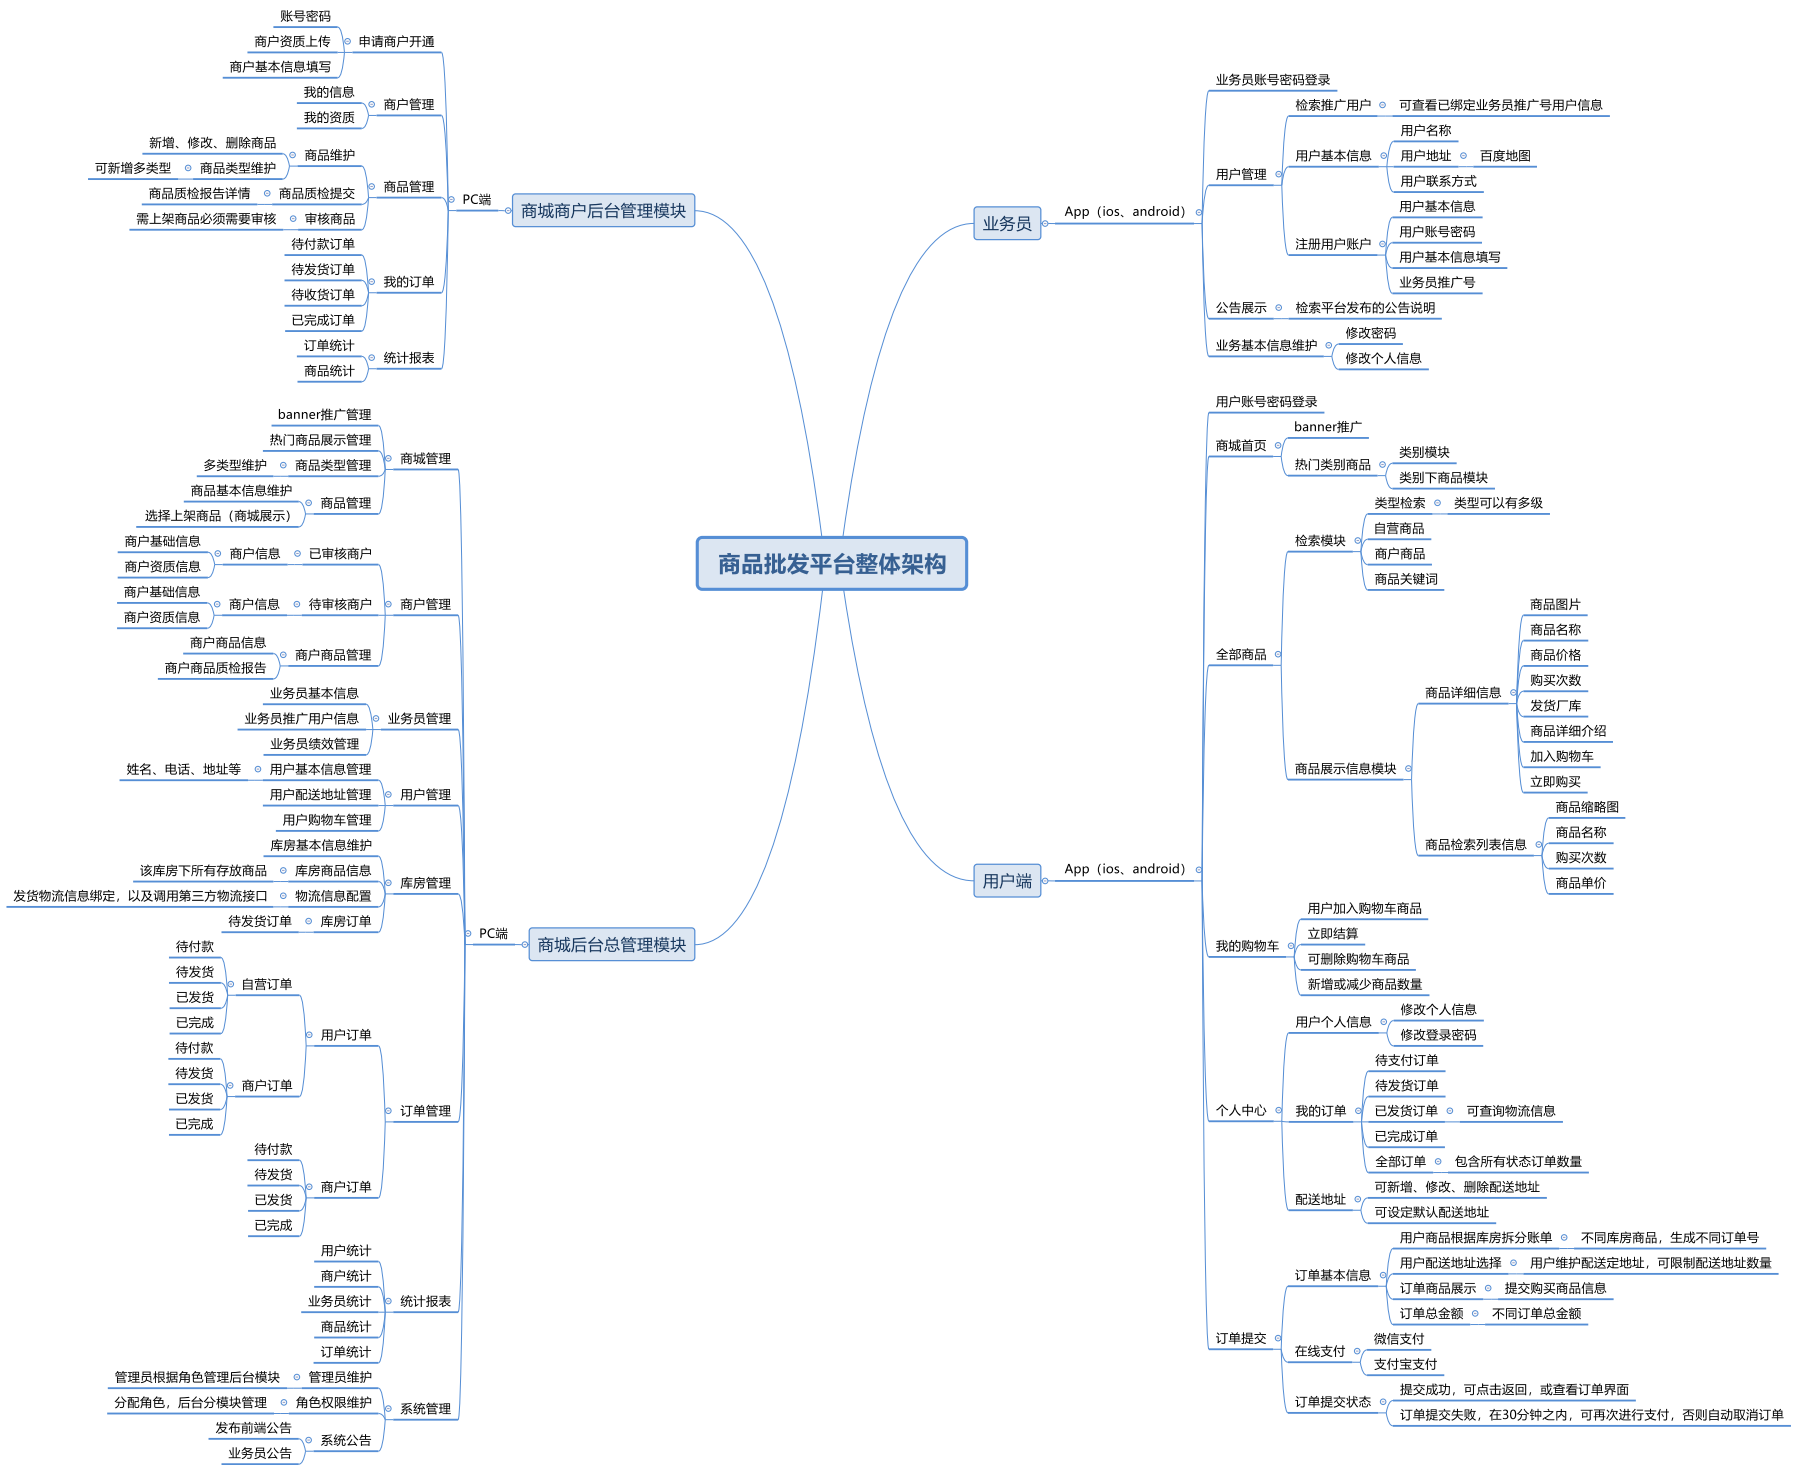 商品批发平台整体架构
商城商户后台管理模块
PC端
申请商户开通
账号密码
商户资质上传
商户基本信息填写
商户管理
我的信息
我的资质
商品管理
商品维护
新增、修改、删除商品
商品类型维护
可新增多类型
商品质检提交
商品质检报告详情
审核商品
需上架商品必须需要审核
我的订单
待付款订单
待发货订单
待收货订单
已完成订单
统计报表
订单统计
商品统计
商城后台总管理模块
PC端
商城管理
banner推广管理
热门商品展示管理
商品类型管理
多类型维护
商品管理
商品基本信息维护
选择上架商品（商城展示）
商户管理
已审核商户
商户信息
商户基础信息
商户资质信息
待审核商户
商户信息
商户基础信息
商户资质信息
商户商品管理
商户商品信息
商户商品质检报告
业务员管理
业务员基本信息
业务员推广用户信息
业务员绩效管理
用户管理
用户基本信息管理
姓名、电话、地址等
用户配送地址管理
用户购物车管理
库房管理
库房基本信息维护
库房商品信息
该库房下所有存放商品
物流信息配置
发货物流信息绑定，以及调用第三方物流接口
库房订单
待发货订单
订单管理
用户订单
自营订单
待付款
待发货
已发货
已完成
商户订单
待付款
待发货
已发货
已完成
商户订单
待付款
待发货
已发货
已完成
统计报表
用户统计
商户统计
业务员统计
商品统计
订单统计
系统管理
管理员维护
管理员根据角色管理后台模块
角色权限维护
分配角色，后台分模块管理
系统公告
发布前端公告
业务员公告
业务员
App（ios、android）
业务员账号密码登录
用户管理
检索推广用户
可查看已绑定业务员推广号用户信息
用户基本信息
用户名称
用户地址
百度地图
用户联系方式
注册用户账户
用户基本信息
用户账号密码
用户基本信息填写
业务员推广号
公告展示
检索平台发布的公告说明
业务基本信息维护
修改密码
修改个人信息
用户端
App（ios、android）
用户账号密码登录
商城首页
banner推广
热门类别商品
类别模块
类别下商品模块
全部商品
检索模块
类型检索
类型可以有多级
自营商品
商户商品
商品关键词
商品展示信息模块
商品详细信息
商品图片
商品名称
商品价格
购买次数
发货厂库
商品详细介绍
加入购物车
立即购买
商品检索列表信息
商品缩略图
商品名称
购买次数
商品单价
我的购物车
用户加入购物车商品
立即结算
可删除购物车商品
新增或减少商品数量
个人中心
用户个人信息
修改个人信息
修改登录密码
我的订单
待支付订单
待发货订单
已发货订单
可查询物流信息
已完成订单
全部订单
包含所有状态订单数量
配送地址
可新增、修改、删除配送地址
可设定默认配送地址
订单提交
订单基本信息
用户商品根据库房拆分账单
不同库房商品，生成不同订单号
用户配送地址选择
用户维护配送定地址，可限制配送地址数量
订单商品展示
提交购买商品信息
订单总金额
不同订单总金额
在线支付
微信支付
支付宝支付
订单提交状态
提交成功，可点击返回，或查看订单界面
订单提交失败，在30分钟之内，可再次进行支付，否则自动取消订单